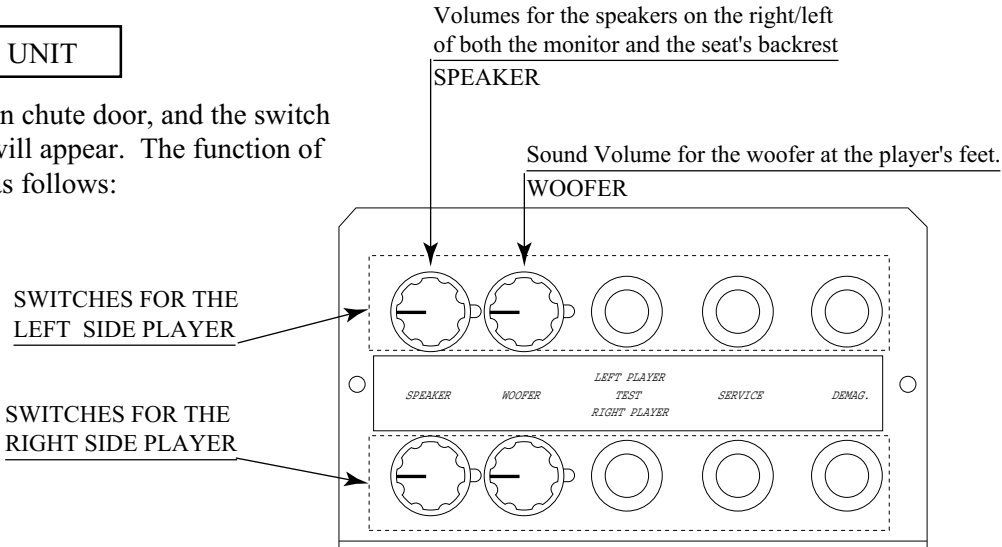 Volumes for the speakers on the right/left
of both the monitor and the seat's backrest
SPEAKER
UNIT
n chute door, and the switch
will appear.  The function of
as follows:
Sound Volume for the woofer at the player's feet.
WOOFER
SWITCHES FOR THE
LEFT  SIDE PLAYER
SWITCHES FOR THE
RIGHT SIDE PLAYER
SPEAKER
WOOFER
LEFT PLAYER
TEST
RIGHT PLAYER
SERVICE
DEMAG.